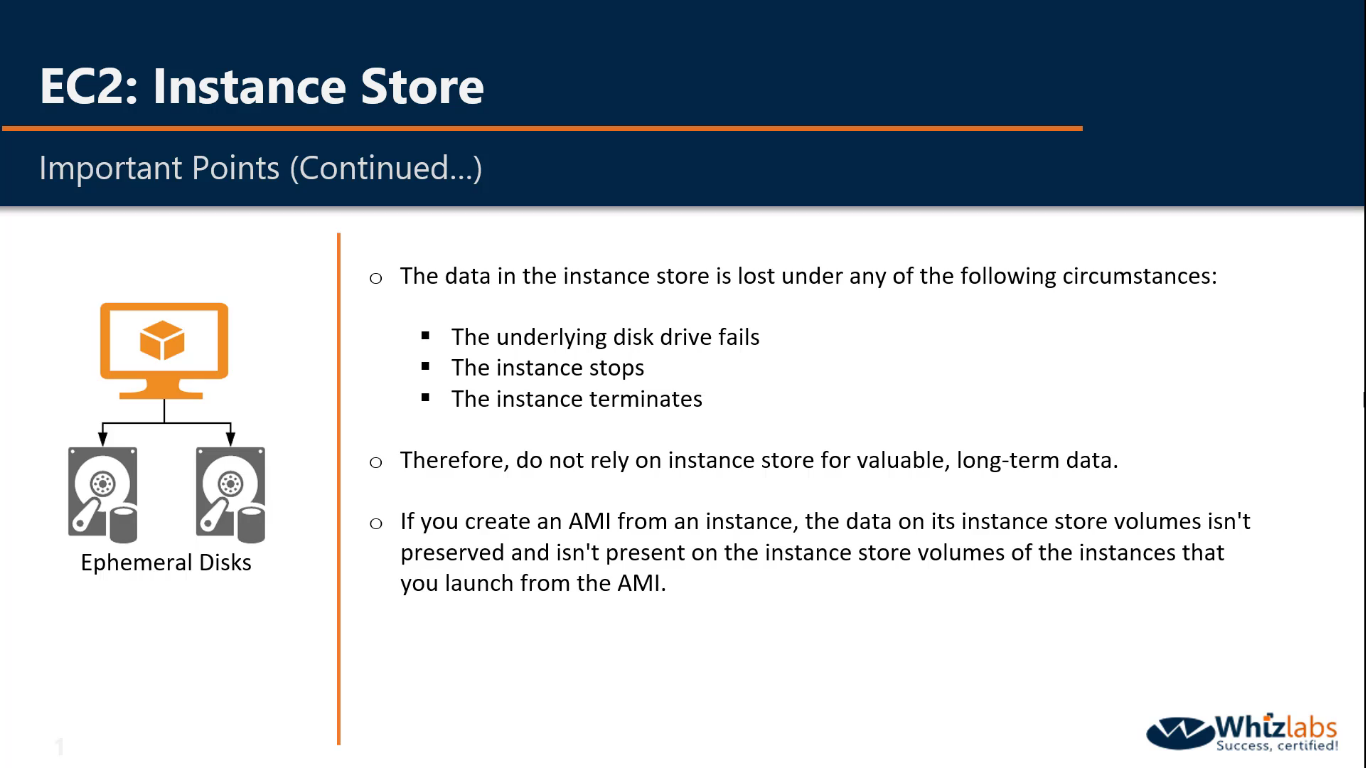 EC2: Instance Store
Important Points (Continued...)
Ephemeral Disks
o The data in the instance store is lost under any of the following circumstances:
▪ The underlying disk drive fails
▪ The instance stops
▪ The instance terminates
o Therefore, do not rely on instance store for valuable, long-term data.
o If you create an AMI from an instance, the data on its instance store volumes isn't
preserved and isn't present on the instance store volumes of the instances that
you launch from the AMI.
1
Whizlabs
Success, certified!